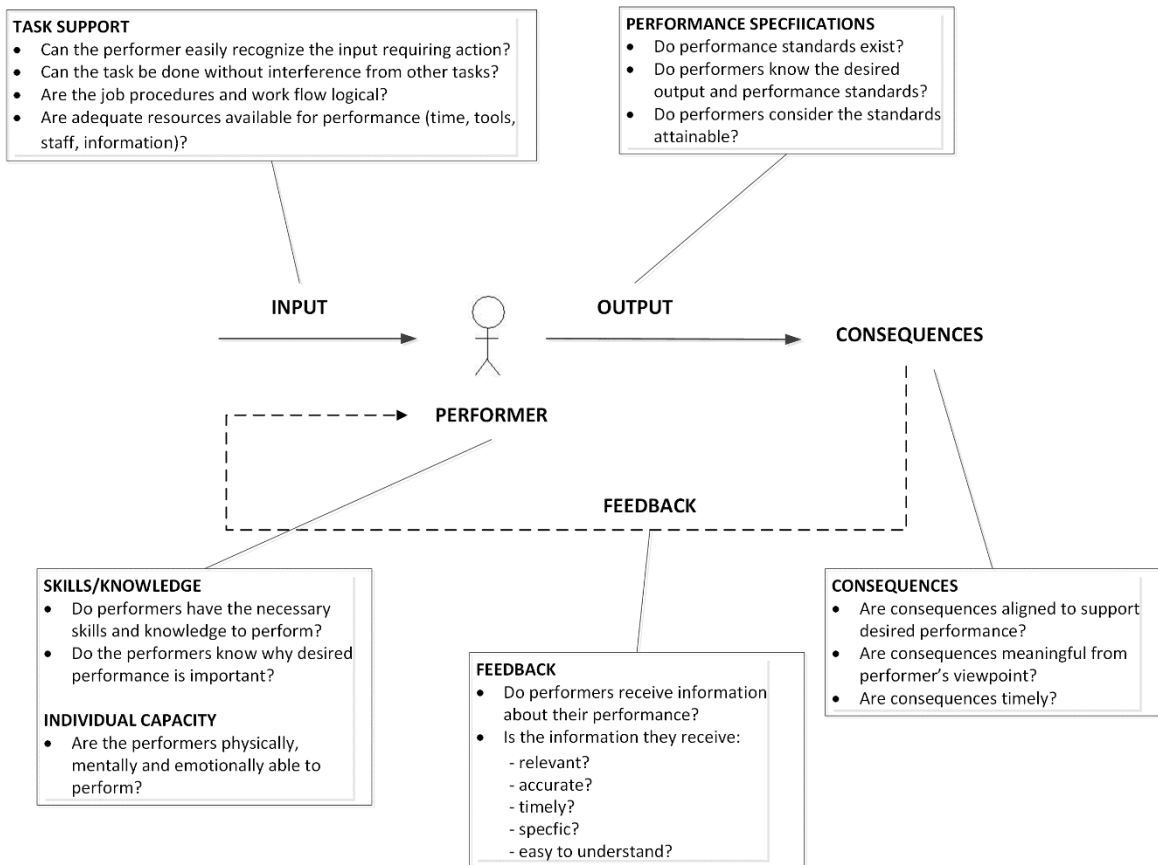 TASK SUPPORT
• Can the performer easily recognize the input requiring action?
• Can the task be done without interference from other tasks?
• Are the job procedures and work flow logical?
• Are adequate resources available for performance (time, tools,
staff, information)?
PERFORMANCE SPECFIICATIONS
• Do performance standards exist?
• Do performers know the desired
output and performance standards?
• Do performers consider the standards
attainable?
INPUT
OUTPUT
CONSEQUENCES
PERFORMER
FEEDBACK
SKILLS/KNOWLEDGE
• Do performers have the necessary
skills and knowledge to perform?
• Do the performers know why desired
performance is important?
INDIVIDUAL CAPACITY
• Are the performers physically,
mentally and emotionally able to
perform?
FEEDBACK
• Do performers receive information
about their performance?
• Is the information they receive:
- relevant?
- accurate?
- timely?
- specfic?
- easy to understand?
CONSEQUENCES
• Are consequences aligned to support
desired performance?
• Are consequences meaningful from
performer’s viewpoint?
• Are consequences timely?